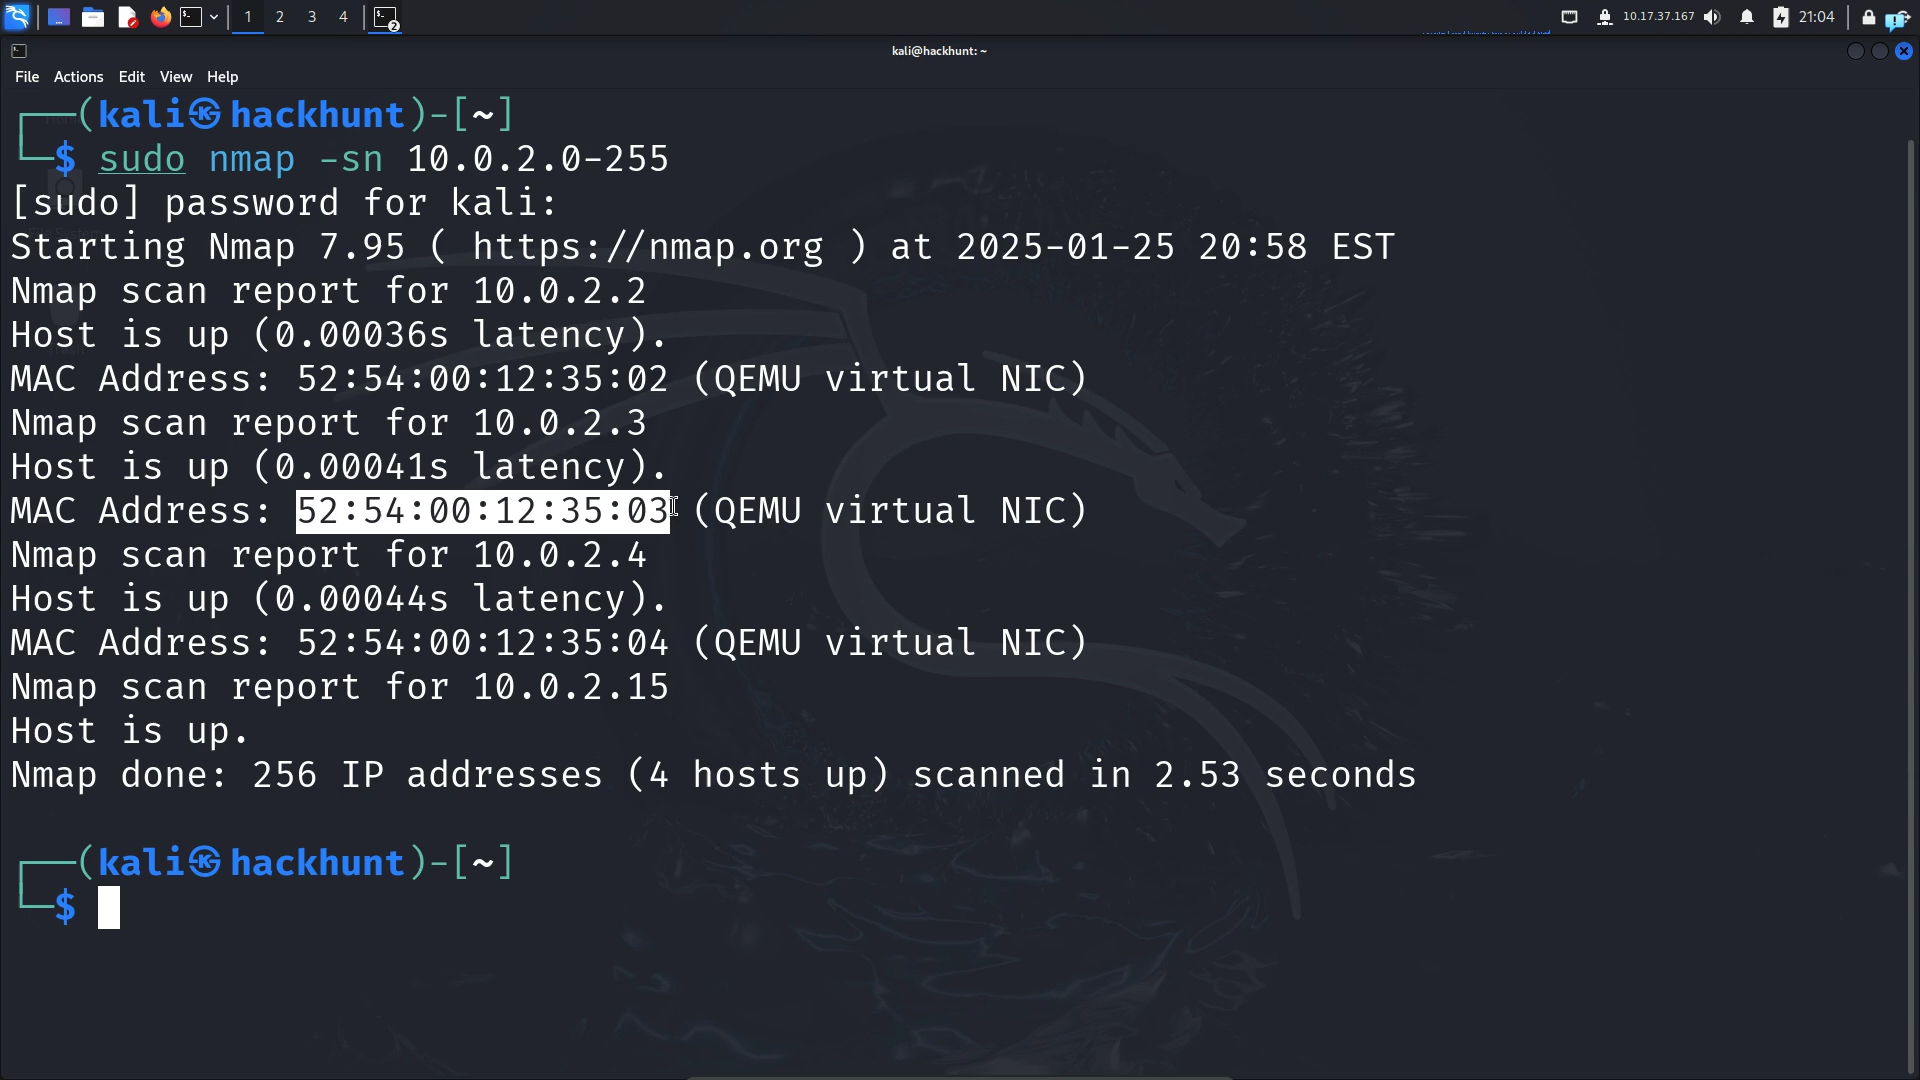 1 2 3 4 2 10.17.37.167 21:04
kali@hackhunt: ~
File Actions Edit View Help
┌──(kali㉿hackhunt)-[~]
└─$ sudo nmap -sn 10.0.2.0-255
[sudo] password for kali:
Starting Nmap 7.95 ( https://nmap.org ) at 2025-01-25 20:58 EST
Nmap scan report for 10.0.2.2
Host is up (0.00036s latency).
MAC Address: 52:54:00:12:35:02 (QEMU virtual NIC)
Nmap scan report for 10.0.2.3
Host is up (0.00041s latency).
MAC Address: 52:54:00:12:35:03 (QEMU virtual NIC)
Nmap scan report for 10.0.2.4
Host is up (0.00044s latency).
MAC Address: 52:54:00:12:35:04 (QEMU virtual NIC)
Nmap scan report for 10.0.2.15
Host is up.
Nmap done: 256 IP addresses (4 hosts up) scanned in 2.53 seconds
┌──(kali㉿hackhunt)-[~]
└─$